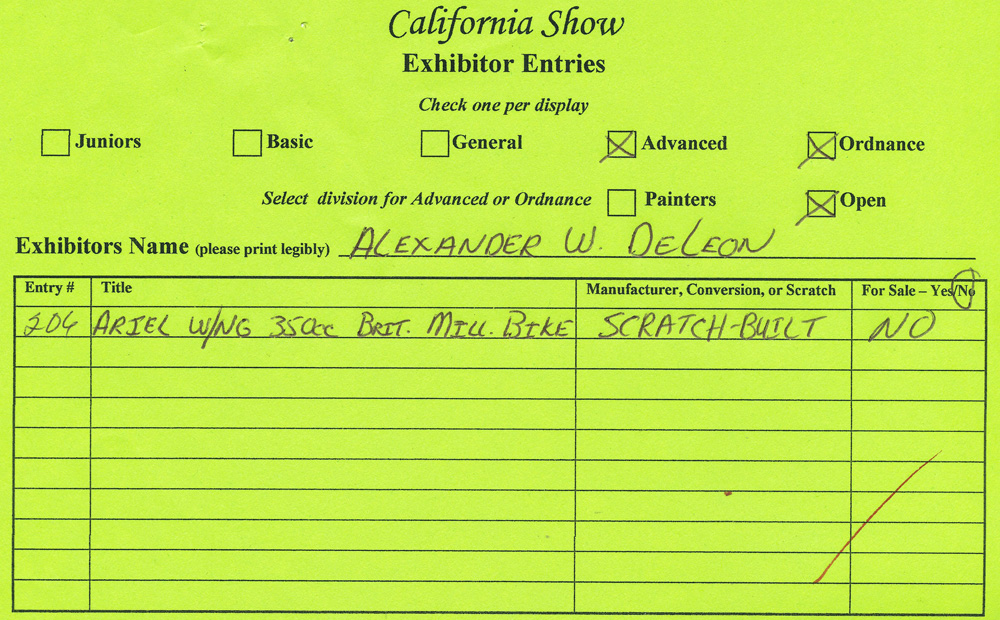 California Show
Exhibitor Entries
Check one per display
Juniors Basic General Advanced Ordnance
Select division for Advanced or Ordnance Painters Open
Exhibitors Name (please print legibly) ALEXANDER W. DELEON
Entry # Title Manufacturer, Conversion, or Scratch For Sale – Yes/No
204 ARIEL W/NG 350cc BRIT. MILL. BIKE SCRATCH-BUILT NO